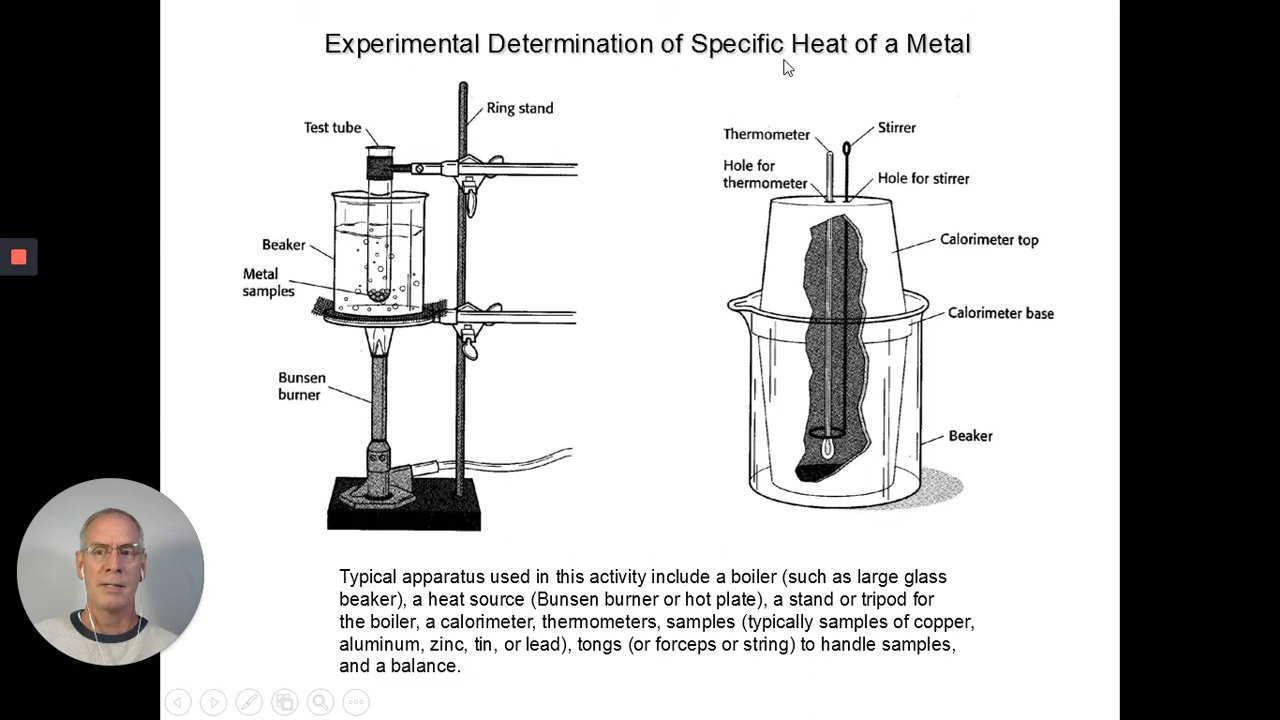 Experimental Determination of Specific Heat of a Metal
Ring stand
Test tube
Beaker
Metal
samples
Bunsen
burner
Thermometer
Stirrer
Hole for
thermometer
Hole for stirrer
Calorimeter top
Calorimeter base
Beaker
Typical apparatus used in this activity include a boiler (such as large glass
beaker), a heat source (Bunsen burner or hot plate), a stand or tripod for
the boiler, a calorimeter, thermometers, samples (typically samples of copper,
aluminum, zinc, tin, or lead), tongs (or forceps or string) to handle samples,
and a balance.